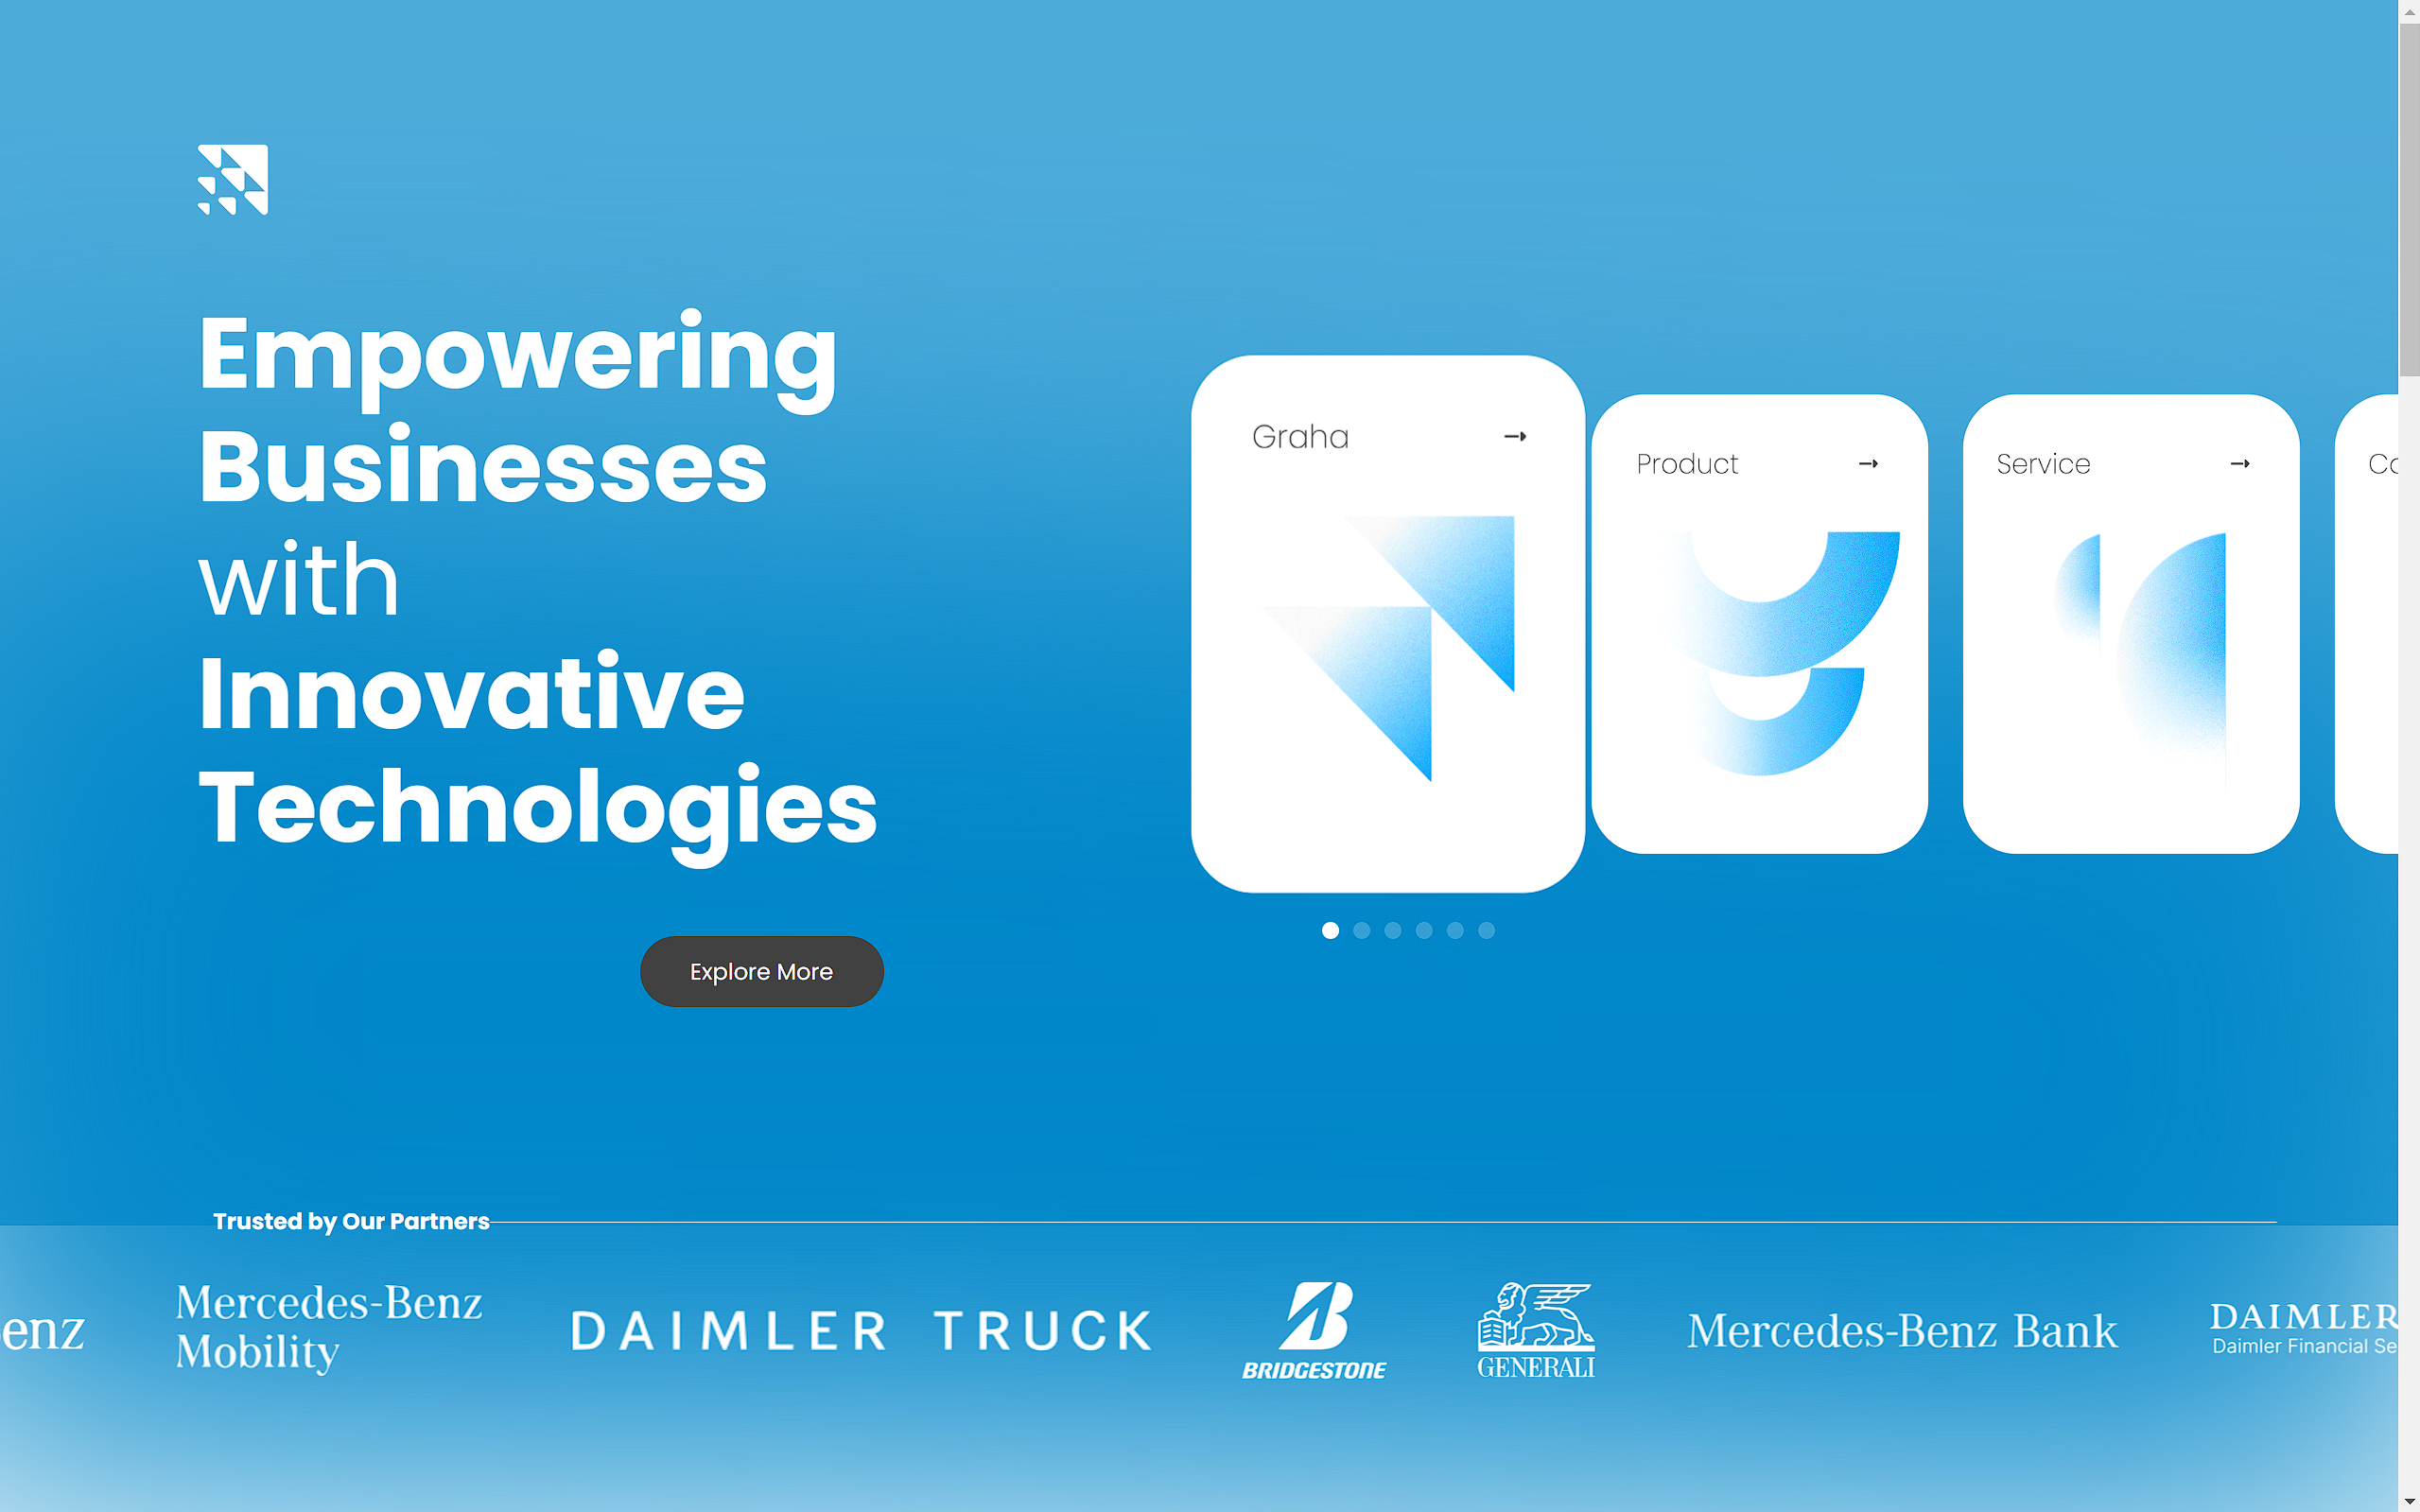 Empowering
Businesses
with
Innovative
Technologies
Explore More
Graha
Product
Service
Trusted by Our Partners
enz
Mercedes-Benz
Mobility
DAIMLER TRUCK
BRIDGESTONE
GENERALI
Mercedes-Benz Bank
DAIMLER
Daimler Financial Se